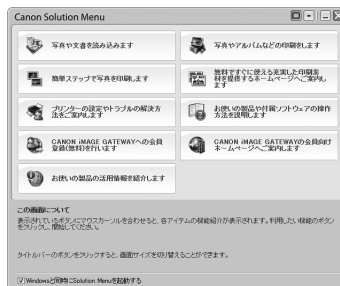 Canon Solution Menu
写真や文書を読み込みます
写真やアルバムなどの印刷をします
簡単ステップで写真を印刷します
無料ですぐに使える充実した印刷素
材を提供するホームページへご案内し
ます
プリンターの設定やトラブルの解決方
法をご案内します
お使いの製品や付属ソフトウェアの操作
方法を説明します
CANON iMAGE GATEWAYへの会員
登録(無料)を行います
CANON iMAGE GATEWAYの会員向け
ホームページへご案内します
お使いの製品の活用情報を紹介します
この画面について
表示されているボタンにマウスカーソルを合わせると、各アイテムの機能紹介が表示されます。利用したい機能のボタン
をクリックし、開始してください。
タイトルバーのボタンをクリックすると、画面サイズを切り替えることができます。
Windowsと同時にSolution Menuを起動する